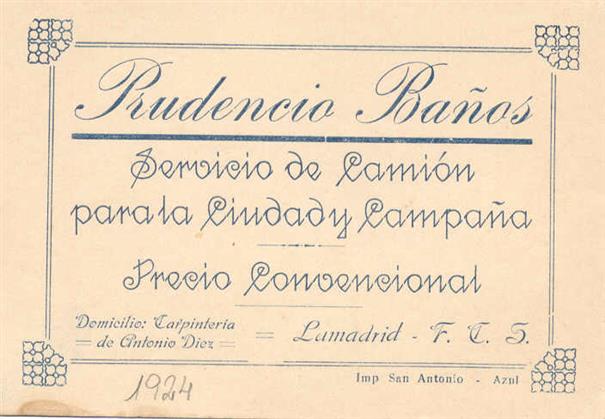 Prudencio Baños
Servicio de Camión
para la Ciudad y Campaña
Precio Convencional
Domicilio: Carpintería
de Antonio Diez
= Lamadrid - F. C. S.
Imp San Antonio - Azul
1924